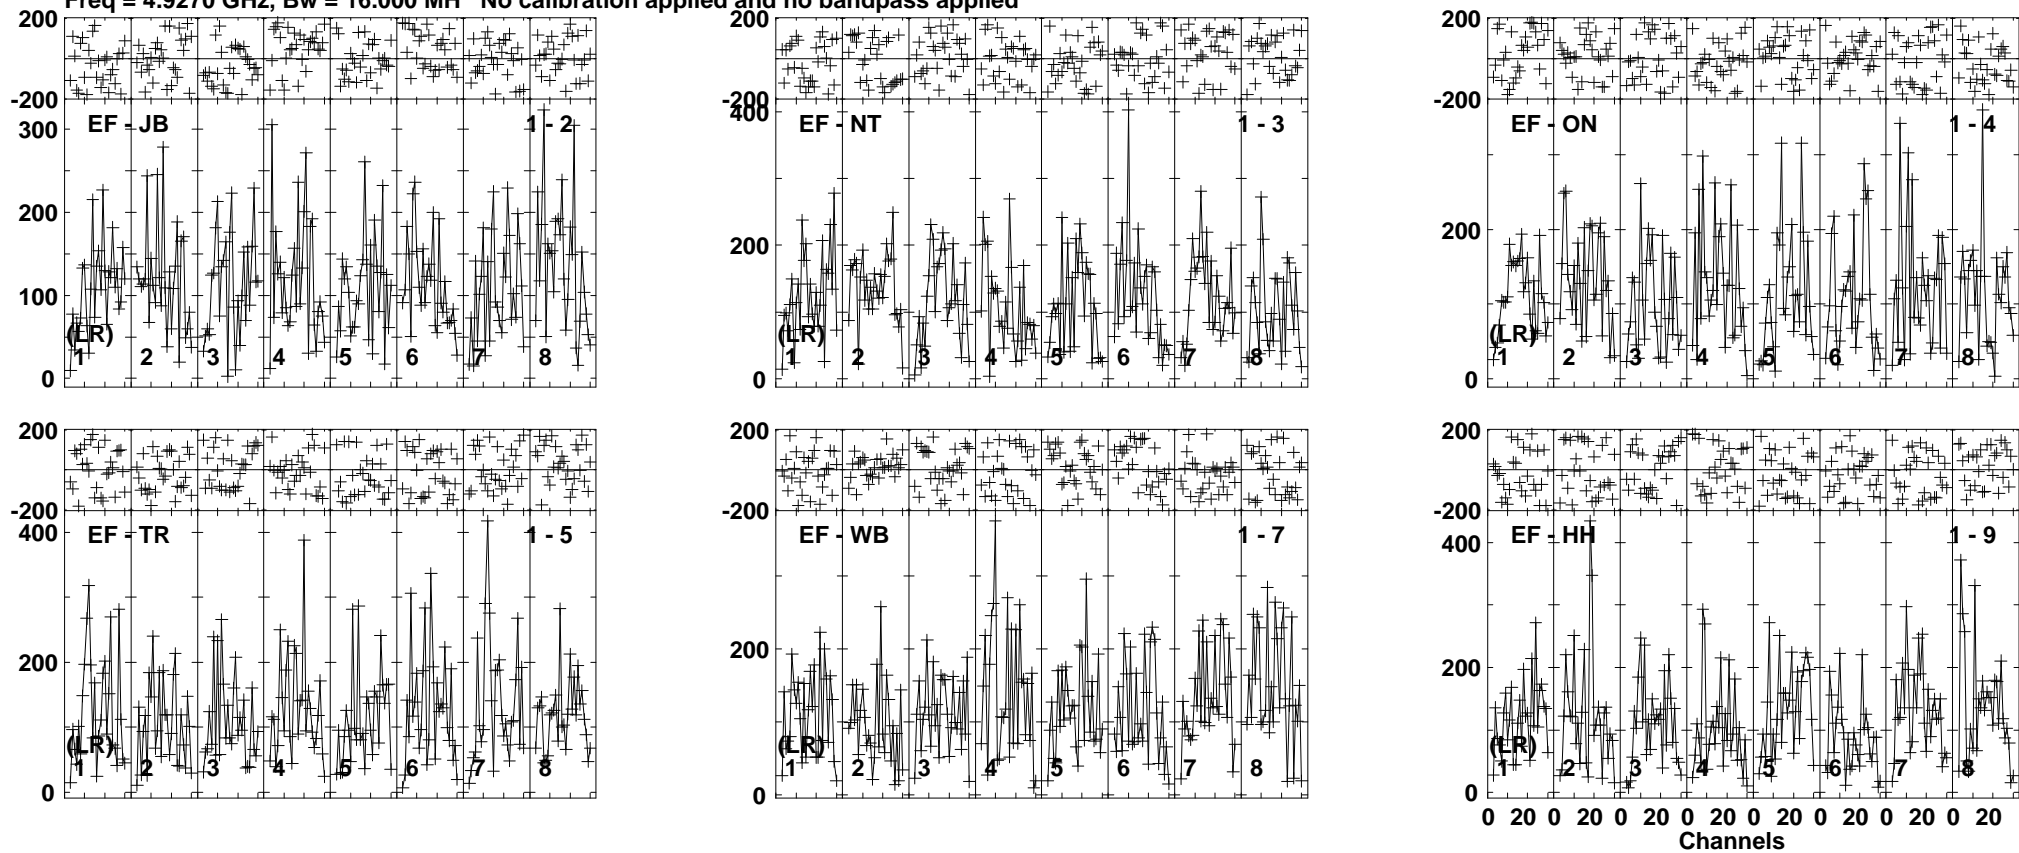 Freq = 4.9270 GHz, Bw = 16.000 MH No calibration applied and no bandpass applied
200
-200
EF - JB
1 - 2
300
200
100
0
(LR)
1 2 3 4 5 6 7 8
200
-200
EF - NT
1 - 3
400
200
0
(LR)
1 2 3 4 5 6 7 8
200
-200
EF - ON
1 - 4
200
0
(LR)
1 2 3 4 5 6 7 8
200
-200
EF - TR
1 - 5
400
200
0
(LR)
1 2 3 4 5 6 7 8
200
-200
EF - WB
1 - 7
200
0
(LR)
1 2 3 4 5 6 7 8
200
-200
EF - HH
1 - 9
400
200
0
(LR)
1 2 3 4 5 6 7 8
0 20 0 20 0 20 0 20 0 20 0 20 0 20 0 20
Channels